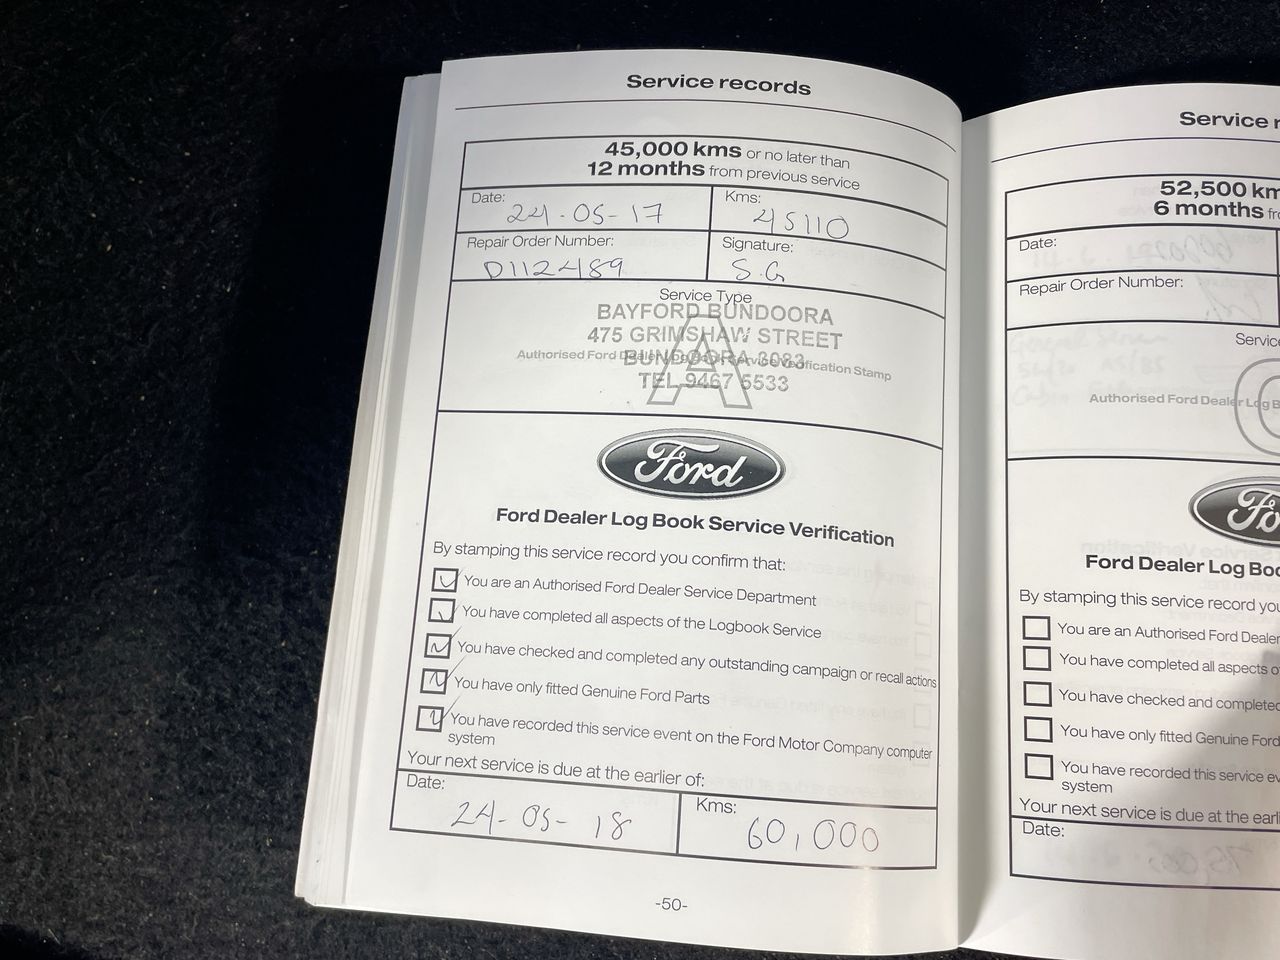 Service records
45,000 kms or no later than
12 months from previous service
Date: 24-05-17
Kms: 45110
Repair Order Number: D112489
Signature: S.G
Service Type
BAYFORD BUNDOORA
475 GRIMSHAW STREET
Authorised Ford Dealer Log Book Service Verification Stamp
BUNDOORA 3083
TEL 9467 5533
A
Ford
Ford Dealer Log Book Service Verification
By stamping this service record you confirm that:
You are an Authorised Ford Dealer Service Department
You have completed all aspects of the Logbook Service
You have checked and completed any outstanding campaign or recall actions
You have only fitted Genuine Ford Parts
You have recorded this service event on the Ford Motor Company computer
system
Your next service is due at the earlier of:
Date: 24-05-18
Kms: 60,000
-50-
Service
52,500 km
6 months
Date:
Repair Order Number:
Authorised Ford Dealer Log
Ford Dealer Log
By stamping this service record
You are an Authorised Ford Dealer
You have completed all aspects
You have checked and completed
You have only fitted Genuine Ford
You have recorded this service
system
Your next service is due at the
Date: